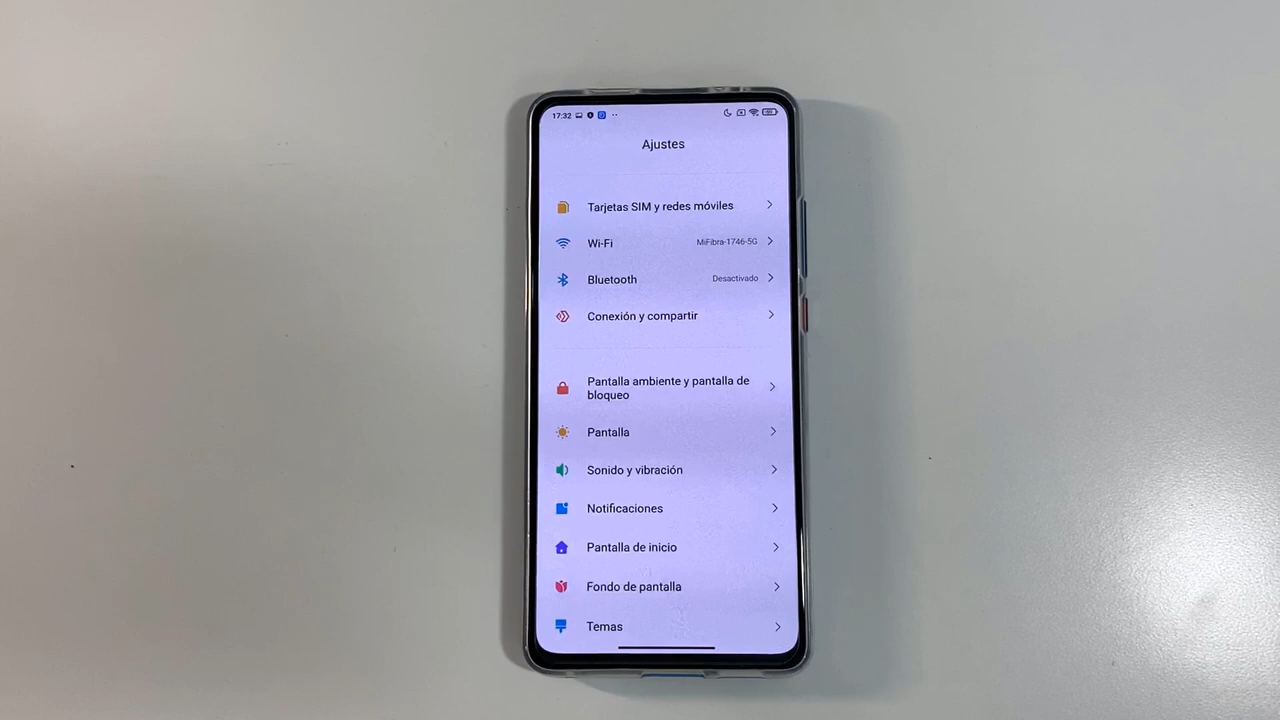 17:32
Ajustes
Tarjetas SIM y redes móviles
Wi-Fi MiFibra-1746-5G
Bluetooth Desactivado
Conexión y compartir
Pantalla ambiente y pantalla de
bloqueo
Pantalla
Sonido y vibración
Notificaciones
Pantalla de inicio
Fondo de pantalla
Temas